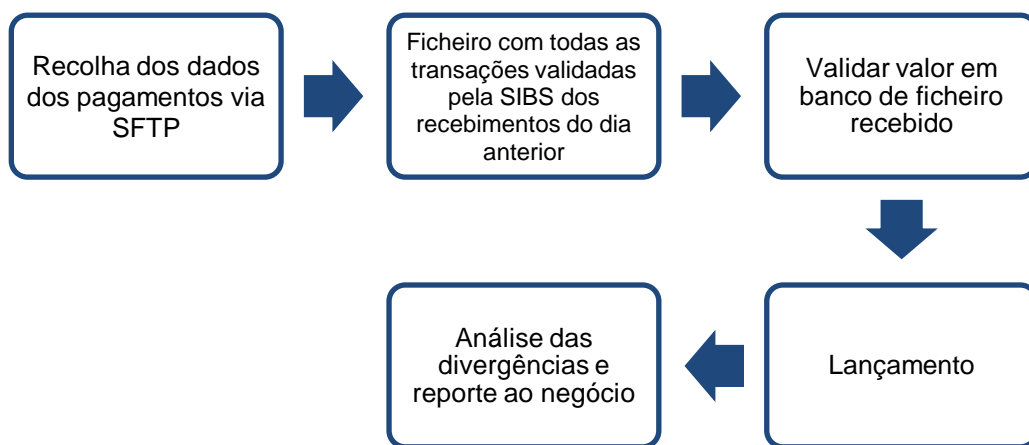 Recolha dos dados
dos pagamentos via
SFTP
Ficheiro com todas as
transações validadas
pela SIBS dos
recebimentos do dia
anterior
Validar valor em
banco de ficheiro
recebido
Lançamento
Análise das
divergências e
reporte ao negócio